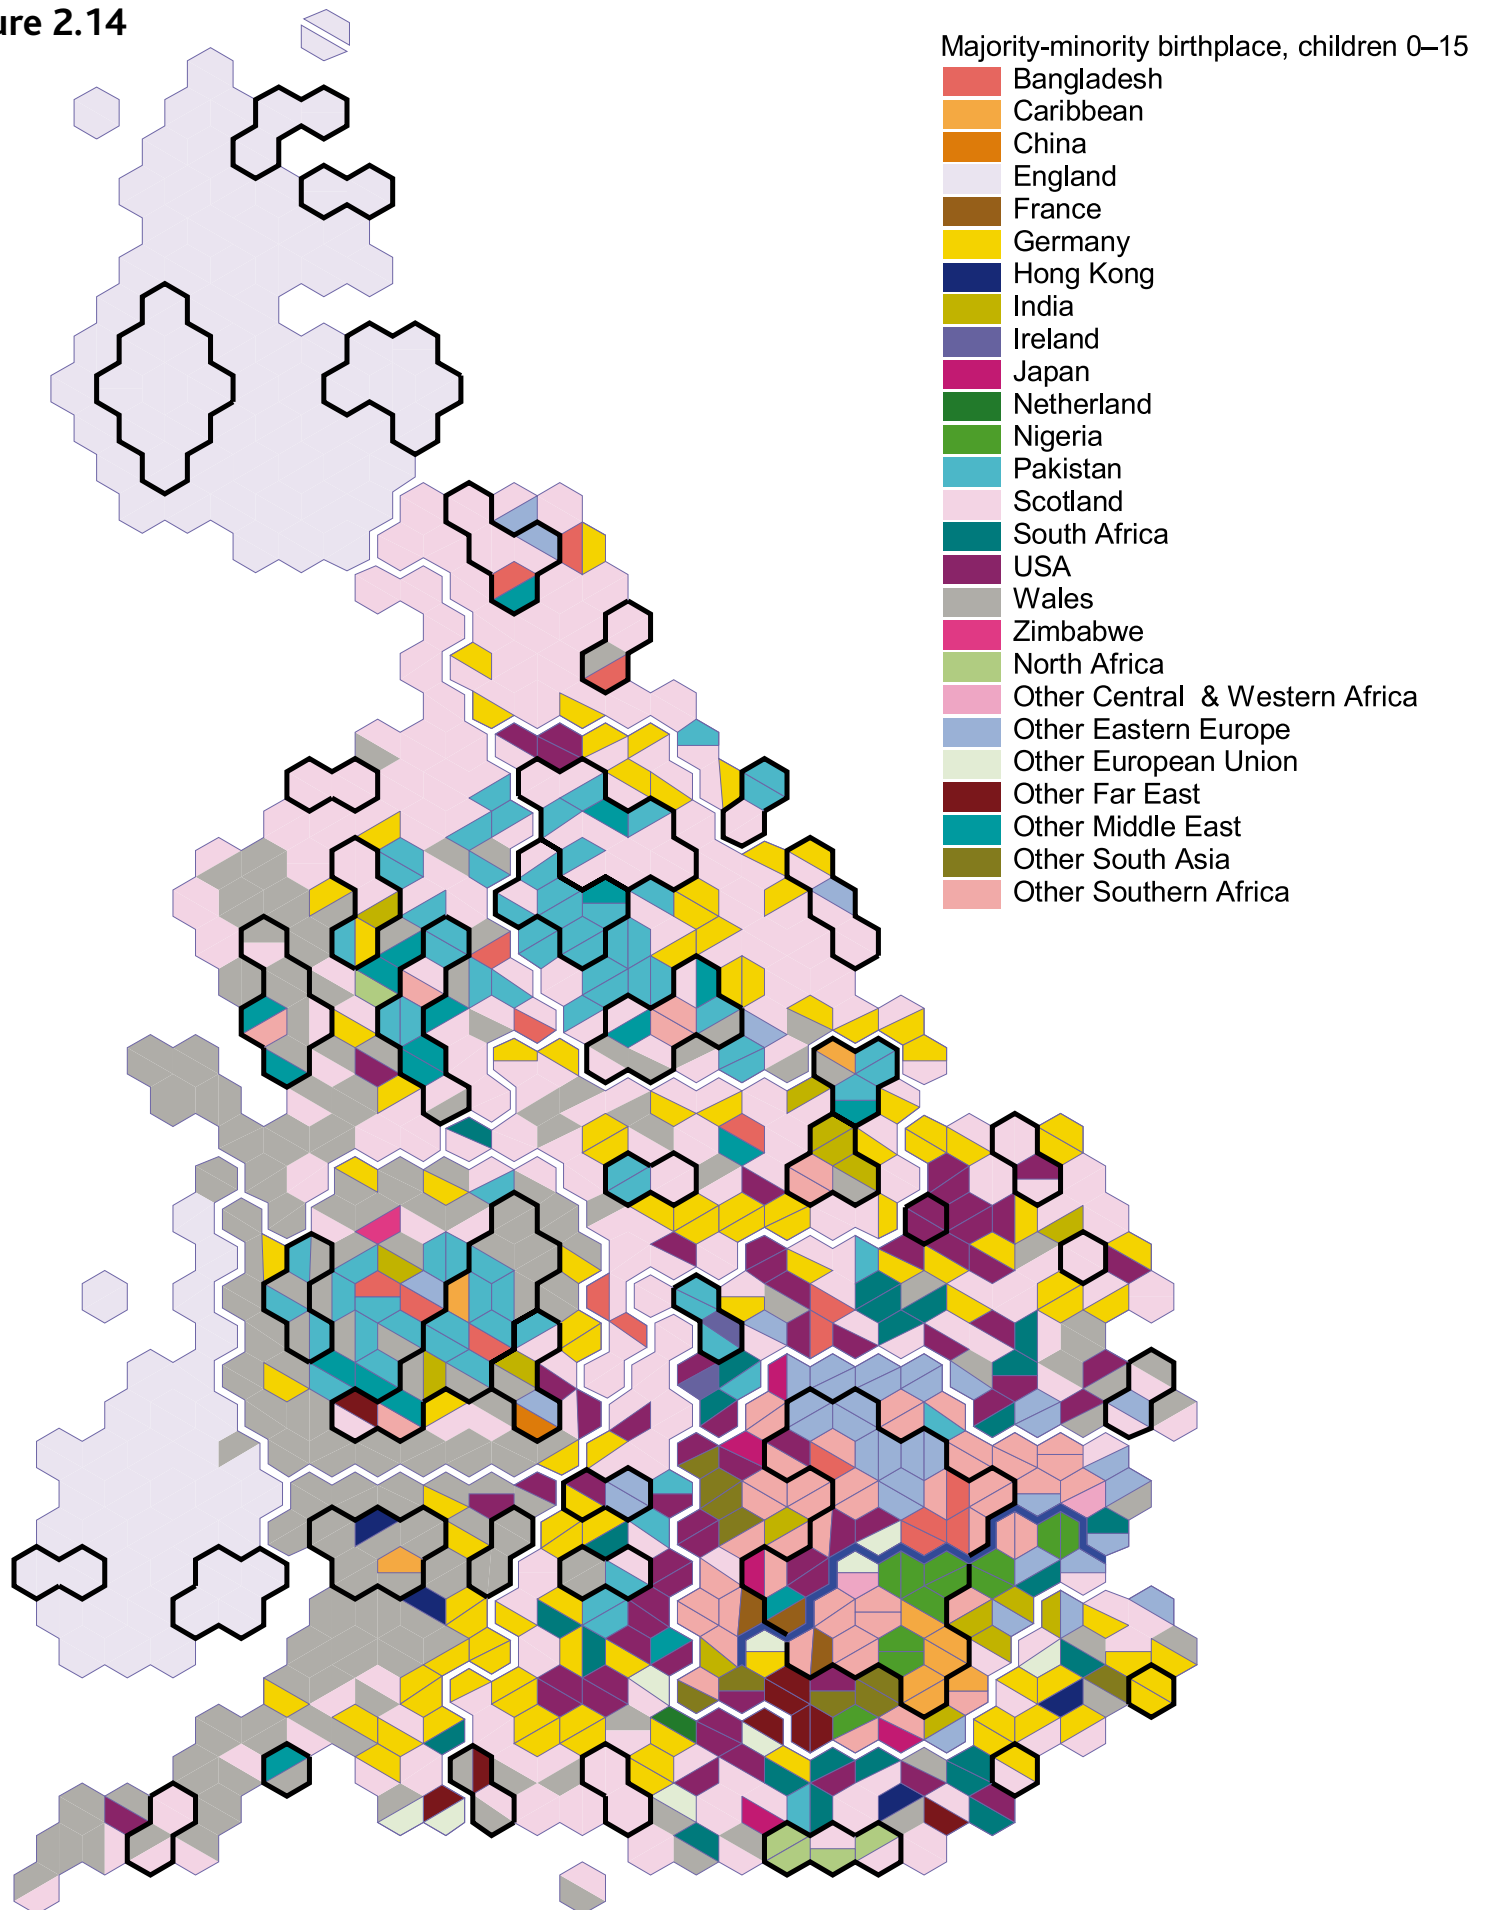 ure 2.14
Majority-minority birthplace, children 0–15
Bangladesh
Caribbean
China
England
France
Germany
Hong Kong
India
Ireland
Japan
Netherland
Nigeria
Pakistan
Scotland
South Africa
USA
Wales
Zimbabwe
North Africa
Other Central & Western Africa
Other Eastern Europe
Other European Union
Other Far East
Other Middle East
Other South Asia
Other Southern Africa